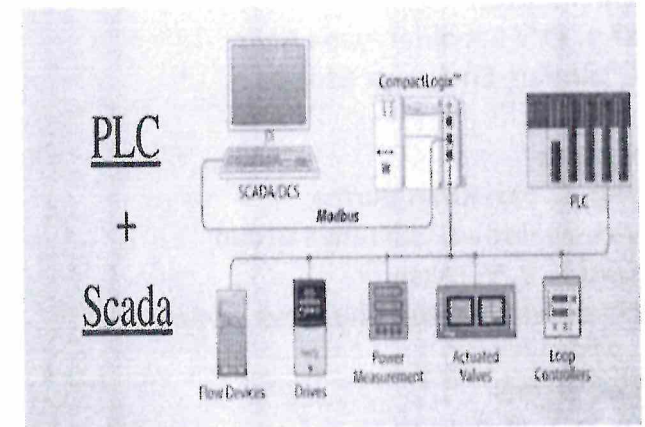 CompactLogix™
PLC
+
Scada
SCADA/DCS
Modbus
PLC
Flow Devices
Drives
Power
Measurement
Actuated
Valves
Loop
Controllers